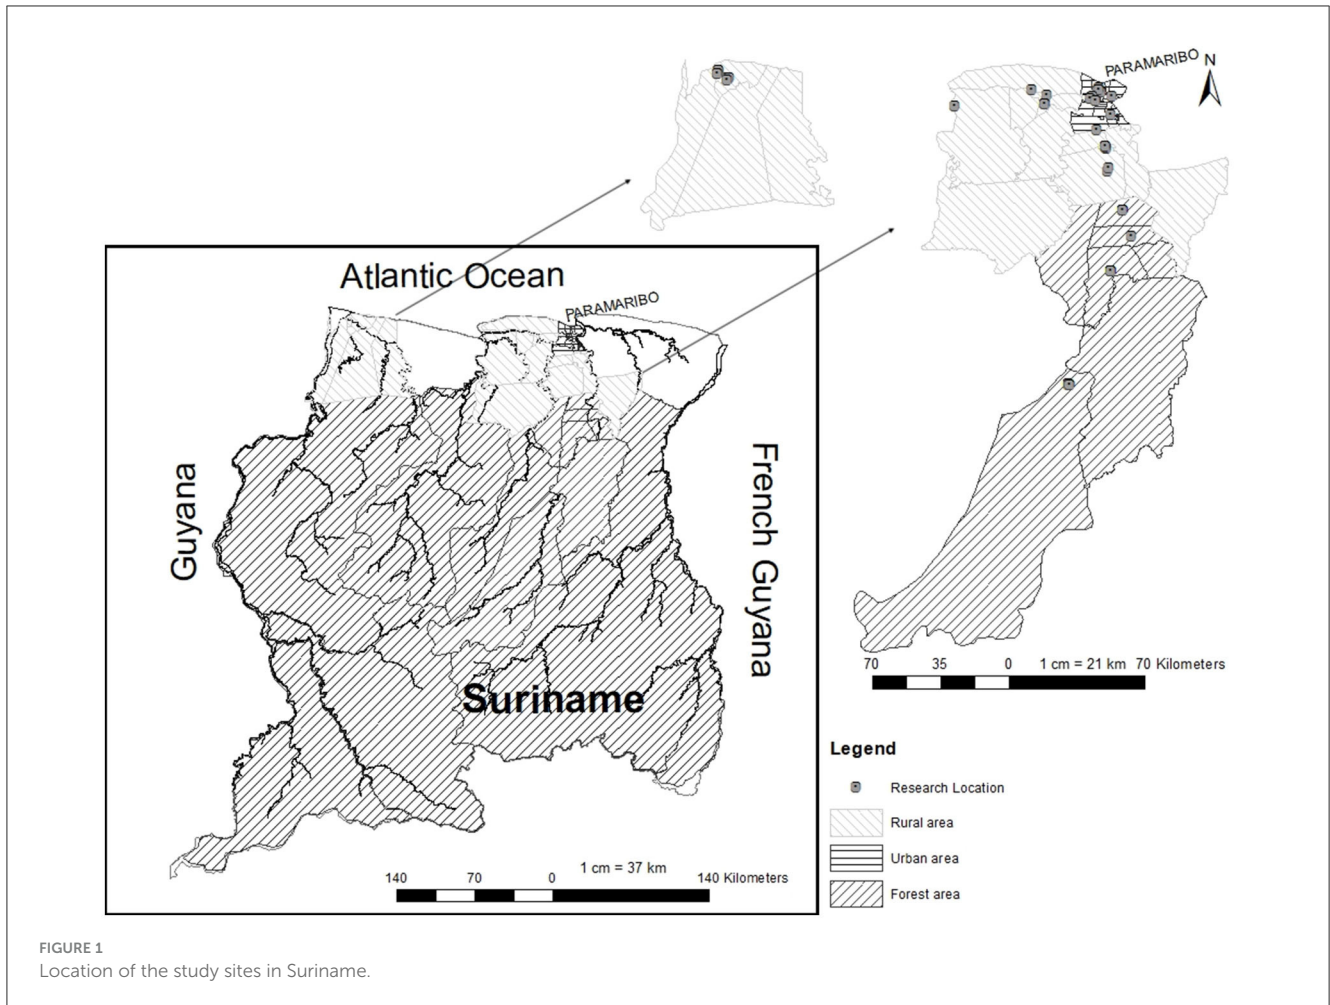 PARAMARIBO
N
Atlantic Ocean
PARAMARIBO
Guyana
French Guyana
Suriname
70 35 0 1 cm = 21 km 70 Kilometers
Legend
Research Location
Rural area
Urban area
Forest area
1 cm = 37 km
140 70 0 140 Kilometers
FIGURE 1
Location of the study sites in Suriname.